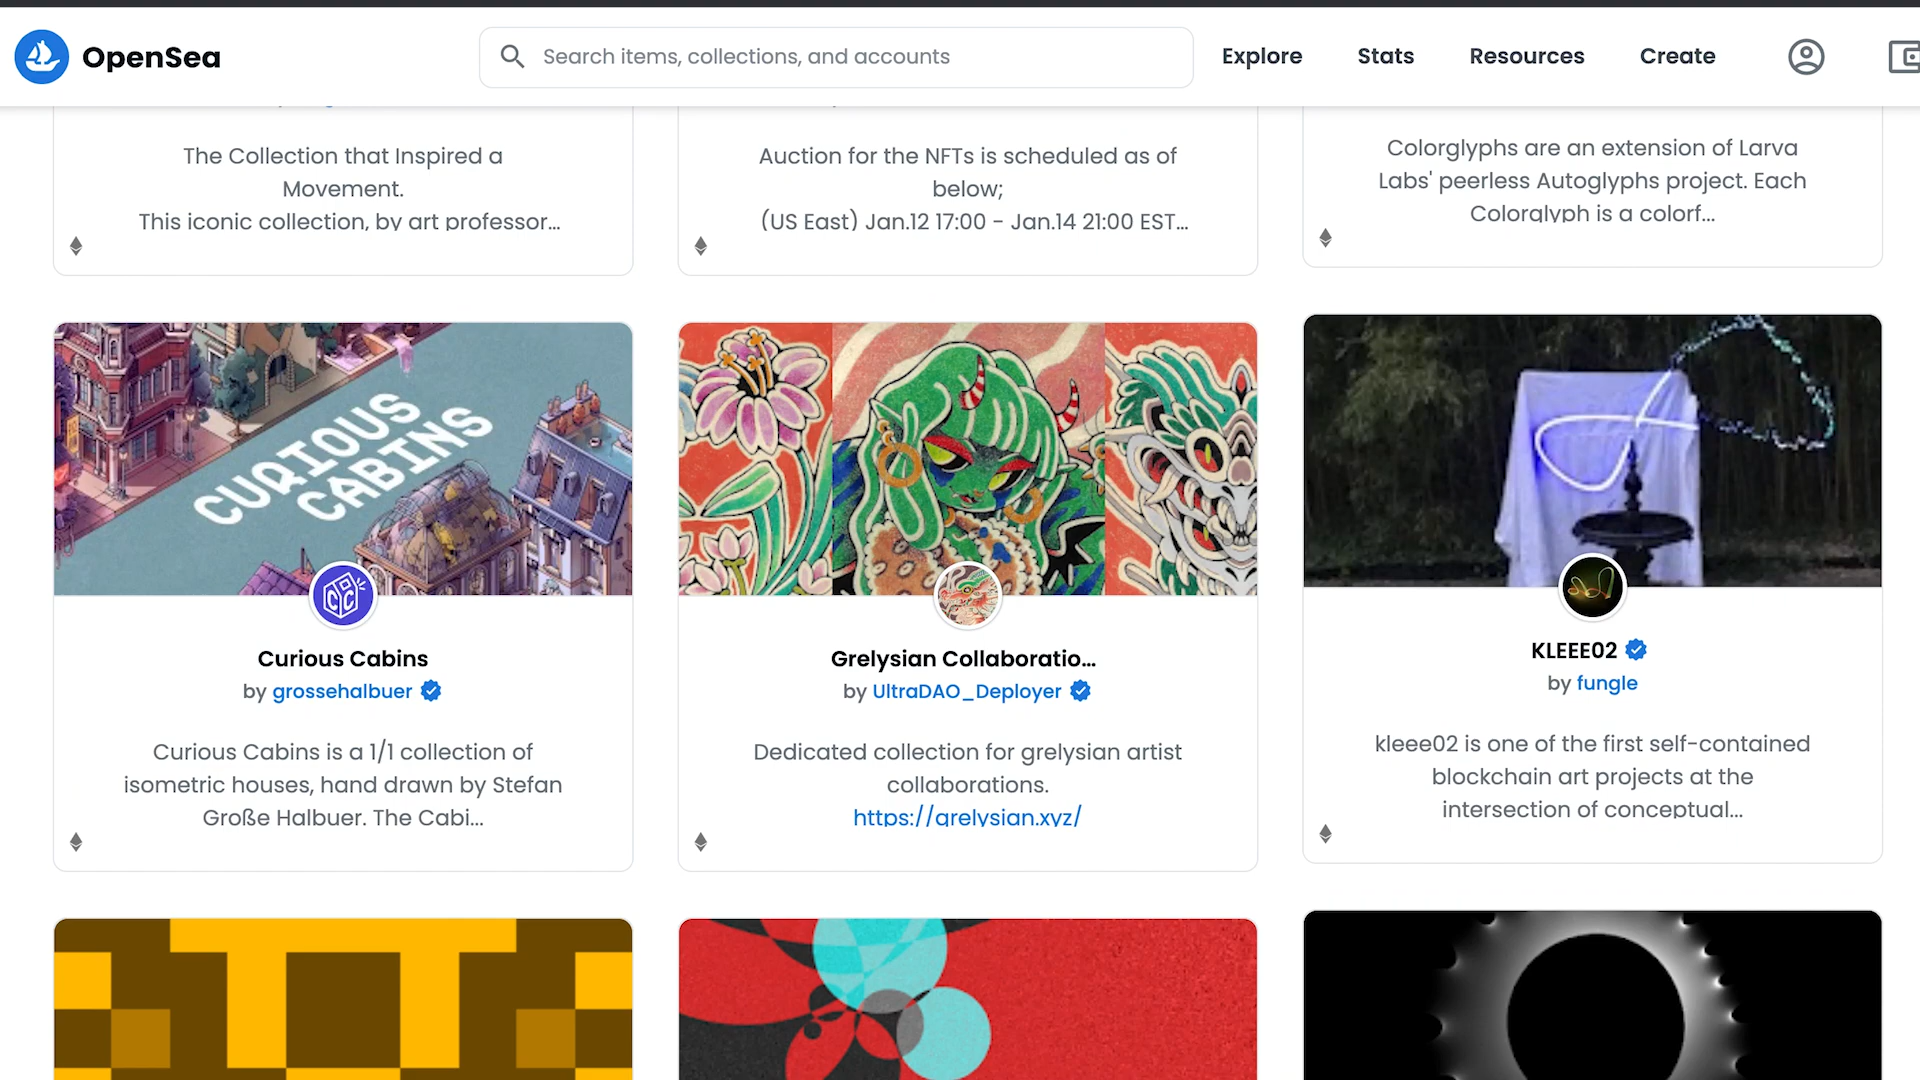 OpenSea
Search items, collections, and accounts
Explore
Stats
Resources
Create
The Collection that Inspired a
Movement.
This iconic collection, by art professor...
Auction for the NFTs is scheduled as of
below;
(US East) Jan.12 17:00 - Jan.14 21:00 EST...
Colorglyphs are an extension of Larva
Labs' peerless Autoglyphs project. Each
Colorglyph is a colorf...
CURIOUS
CABINS
CC
Curious Cabins
by grossehalbuer
Curious Cabins is a 1/1 collection of
isometric houses, hand drawn by Stefan
Große Halbuer. The Cabi...
Grelysian Collaboratio...
by UltraDAO_Deployer
Dedicated collection for grelysian artist
collaborations.
https://grelysian.xyz/
KLEEE02
by fungle
kleee02 is one of the first self-contained
blockchain art projects at the
intersection of conceptual...